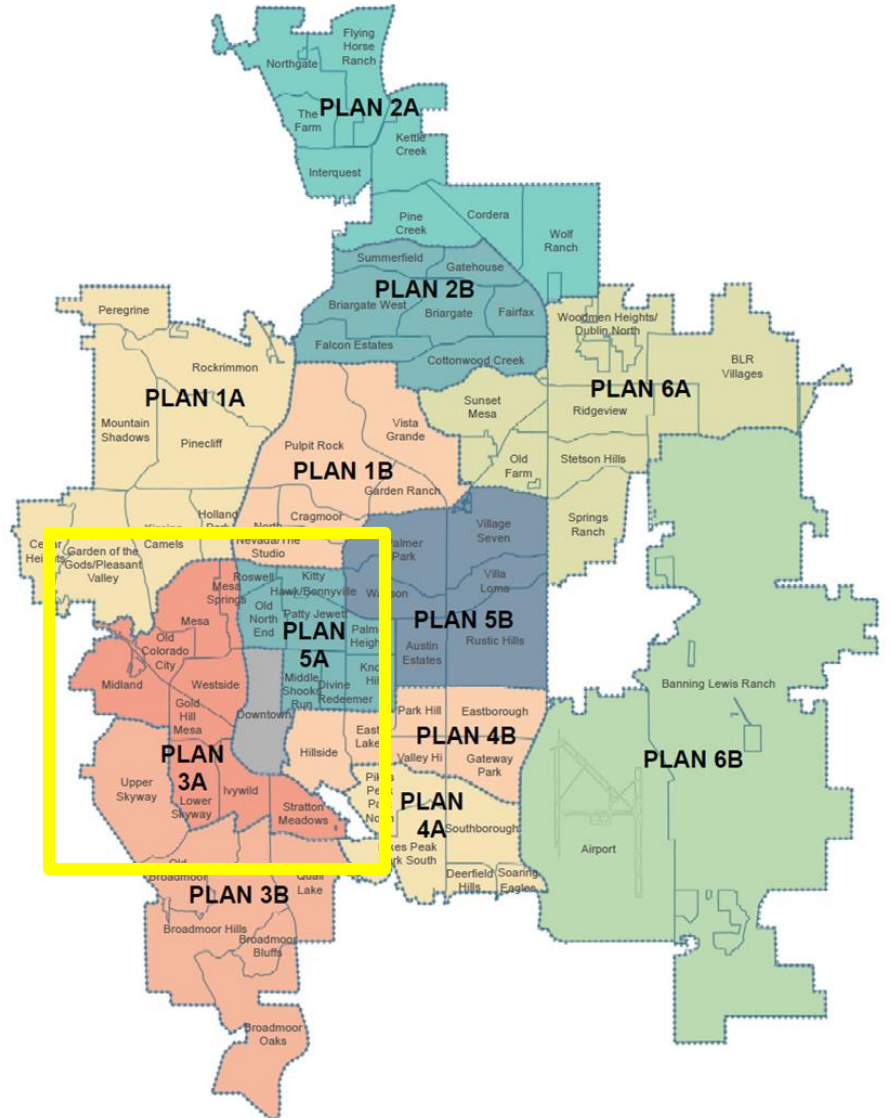 Flying
Horse
Ranch
Northgate
PLAN 2A
The
Farm
Kettle
Creek
Interquest
Pine
Creek
Cordera
Wolf
Ranch
Summerfield
Gatehouse
PLAN 2B
Briargate West
Briargate
Fairfax
Falcon Estates
Cottonwood Creek
Peregrine
Rockrimmon
PLAN 1A
Mountain
Shadows
Pinecliff
Woodmen Heights/
Dublin North
BLR
Villages
PLAN 6A
Sunset
Mesa
Ridgeview
Old
Farm
Stetson Hills
Springs
Ranch
Vista
Grande
Pulpit Rock
PLAN 1B
Garden Ranch
Cragmoor
North
Nevada/The
Studio
Holland
Camels
Garden of the
Gods/Pleasant
Valley
Heights
Village
Seven
Palmer
Park
Villa
Loma
PLAN 5B
Austin
Estates
Rustic Hills
Roswell
Kitty
Hawk/Bonnyville
Mesa
Springs
Old
North
End
Patty Jewett
PLAN
5A
Middle
Shooks
Run
Divine
Redeemer
Mesa
Old
Colorado
City
Midland
Westside
Gold
Hill
Mesa
Downtown
PLAN
3A
Upper
Skyway
Lower
Skyway
Ivywild
Stratton
Meadows
Hillside
Park Hill
Eastborough
PLAN 4B
Valley Hi
Gateway
Park
PLAN
4A
Southborough
Deerfield
Hills
Soaring
Eagles
Banning Lewis Ranch
PLAN 6B
Airport
Quail
Lake
PLAN 3B
Broadmoor Hills
Broadmoor
Bluffs
Broadmoor
Oaks